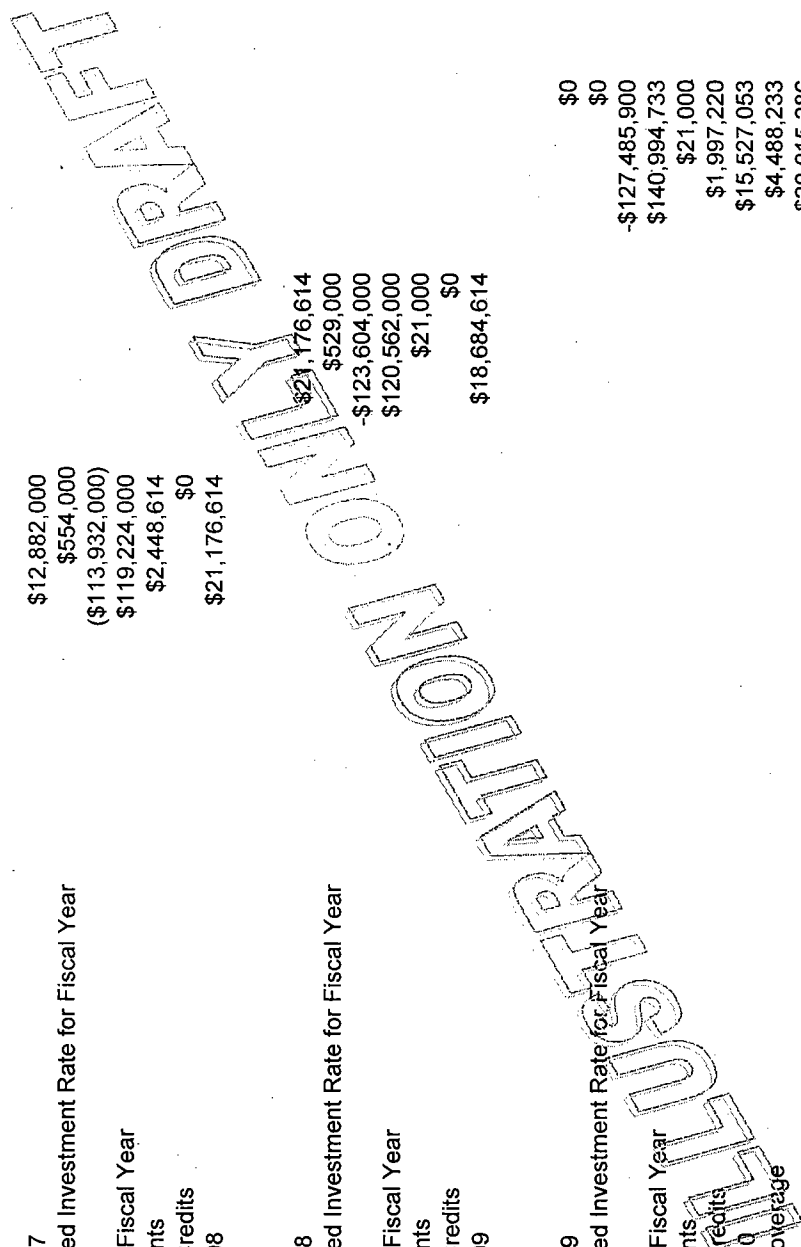 7
ed Investment Rate for Fiscal Year
Fiscal Year
nts
redits
$12,882,000
$554,000
($113,932,000)
$119,224,000
$2,448,614
$0
$21,176,614
8
ed Investment Rate for Fiscal Year
Fiscal Year
nts
redits
$21,176,614
$529,000
-$123,604,000
$120,562,000
$21,000
$0
$18,684,614
9
ed Investment Rate for Fiscal Year
Fiscal Year
nts
redits
0
overage
$0
$0
-$127,485,900
$140,994,733
$21,000
$1,997,220
$15,527,053
$4,488,233
ILLUSTRATION ONLY DRAFT